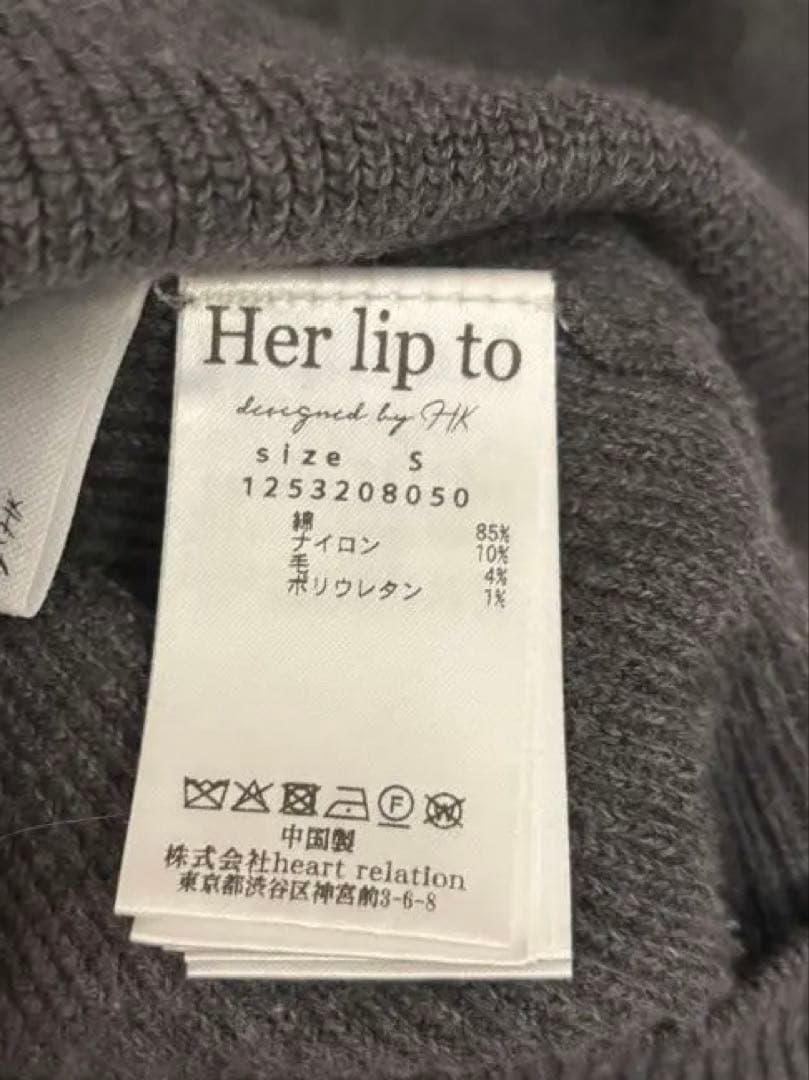 Her lip to
designed by HK
size S
1253208050
綿 85%
ナイロン 10%
毛 4%
ポリウレタン 1%
F
W
中国製
株式会社heart relation
東京都渋谷区神宮前3-6-8
HK